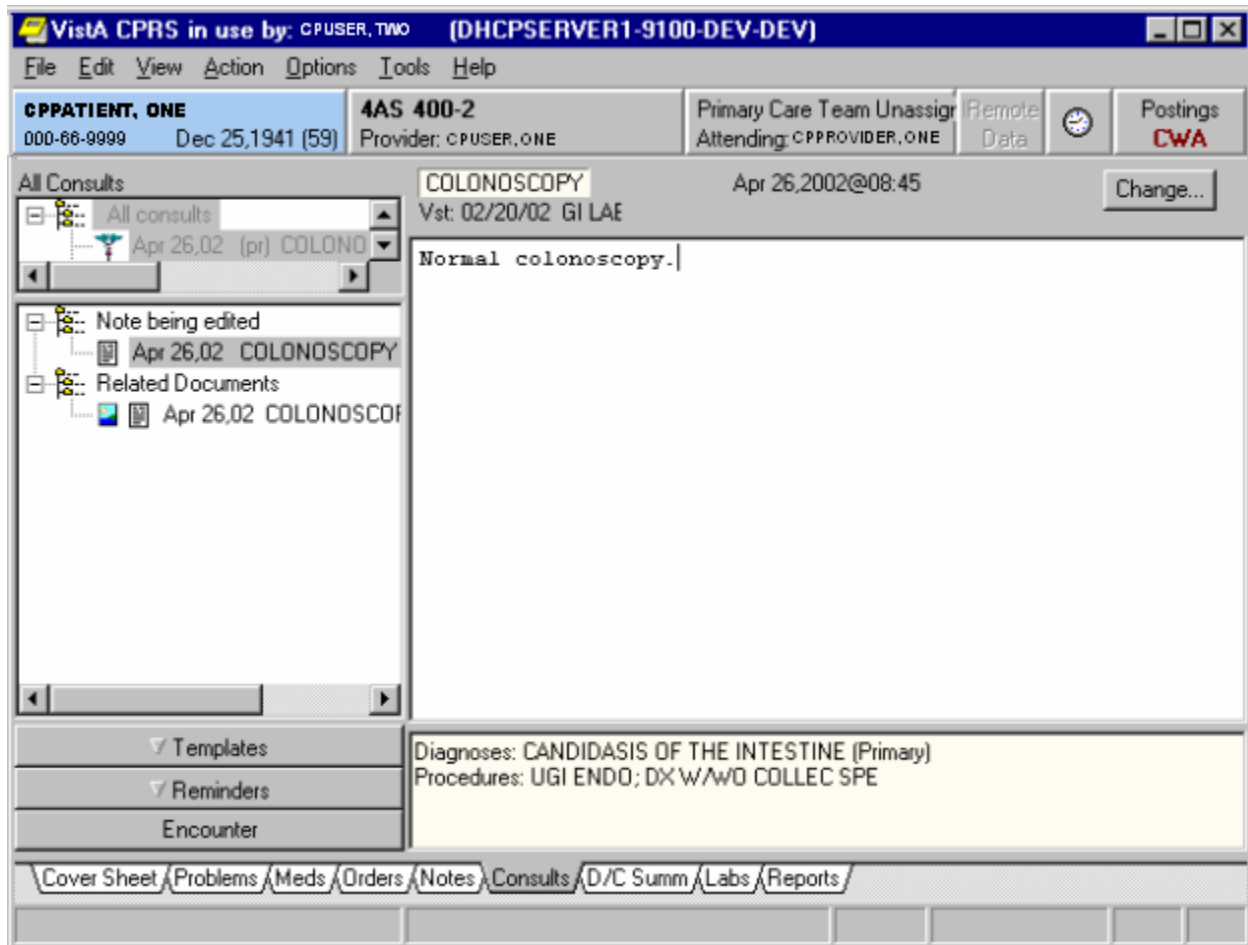 VistA CPRS in use by: CPUSER, TWO (DHCPSERVER1-9100-DEV-DEV)
File Edit View Action Options Tools Help
CPPATIENT, ONE
000-66-9999 Dec 25,1941 (59)
4AS 400-2
Provider: CPUSER,ONE
Primary Care Team Unassign
Attending: CPPROVIDER,ONE
Remote
Data
Postings
CWA
All Consults
All consults
Apr 26,02 (pr) COLONO
COLONOSCOPY Apr 26,2002@08:45
Vst: 02/20/02 GI LAB
Change...
Normal colonoscopy.
Note being edited
Apr 26,02 COLONOSCOPY
Related Documents
Apr 26,02 COLONOSCOP
Templates
Reminders
Encounter
Diagnoses: CANDIDASIS OF THE INTESTINE (Primary)
Procedures: UGI ENDO; DX W/WO COLLEC SPE
Cover Sheet Problems Meds Orders Notes Consults D/C Summ Labs Reports